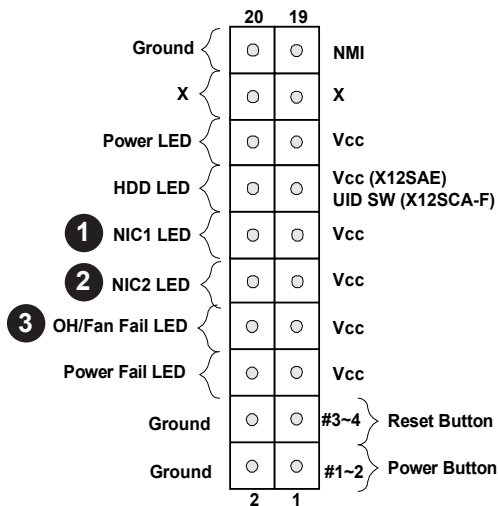 20 19
Ground NMI
X X
Power LED Vcc
HDD LED Vcc (X12SAE)
UID SW (X12SCA-F)
1 NIC1 LED Vcc
2 NIC2 LED Vcc
3 OH/Fan Fail LED Vcc
Power Fail LED Vcc
Ground #3~4 Reset Button
Ground #1~2 Power Button
2 1